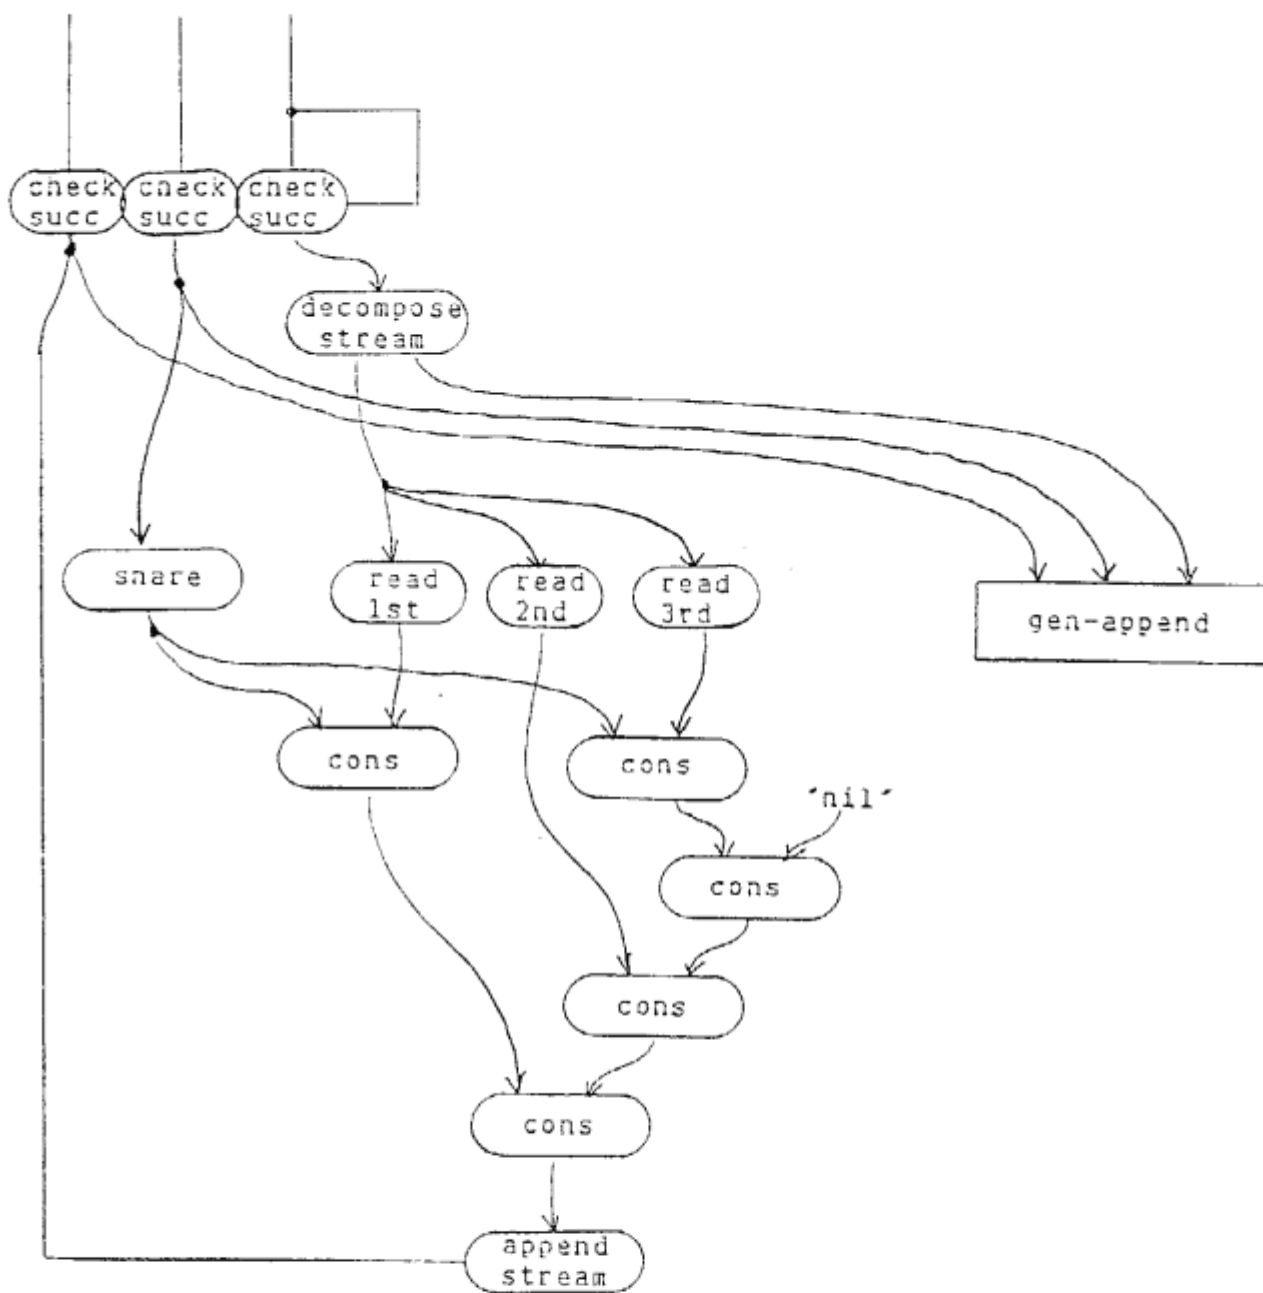 check cneck check
succ succ succ
decompose
stream
snare
read read read
1st 2nd 3rd
gen-append
cons
cons
'nil'
cons
cons
cons
append
stream